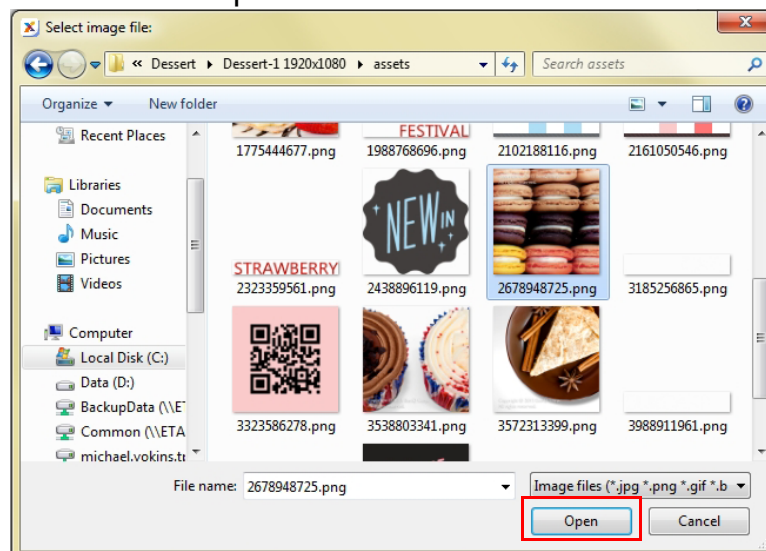 Select image file:
« Dessert ▸ Dessert-1 1920x1080 ▸ assets
Search assets
Organize
New folder
Recent Places
Libraries
Documents
Music
Pictures
Videos
Computer
Local Disk (C:)
Data (D:)
BackupData (\\E
Common (\\ETA
michael.vokins.tr
FESTIVAL
1775444677.png
1988768696.png
2102188116.png
2161050546.png
STRAWBERRY
NEW IN
2323359561.png
2438896119.png
2678948725.png
3185256865.png
3323586278.png
3538803341.png
3572313399.png
3988911961.png
File name: 2678948725.png
Image files (*.jpg *.png *.gif *.b
Open
Cancel